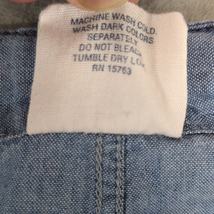 MACHINE WASH COLD.
WASH DARK COLORS
SEPARATELY
DO NOT BLEACH
TUMBLE DRY LOW
RN 15763